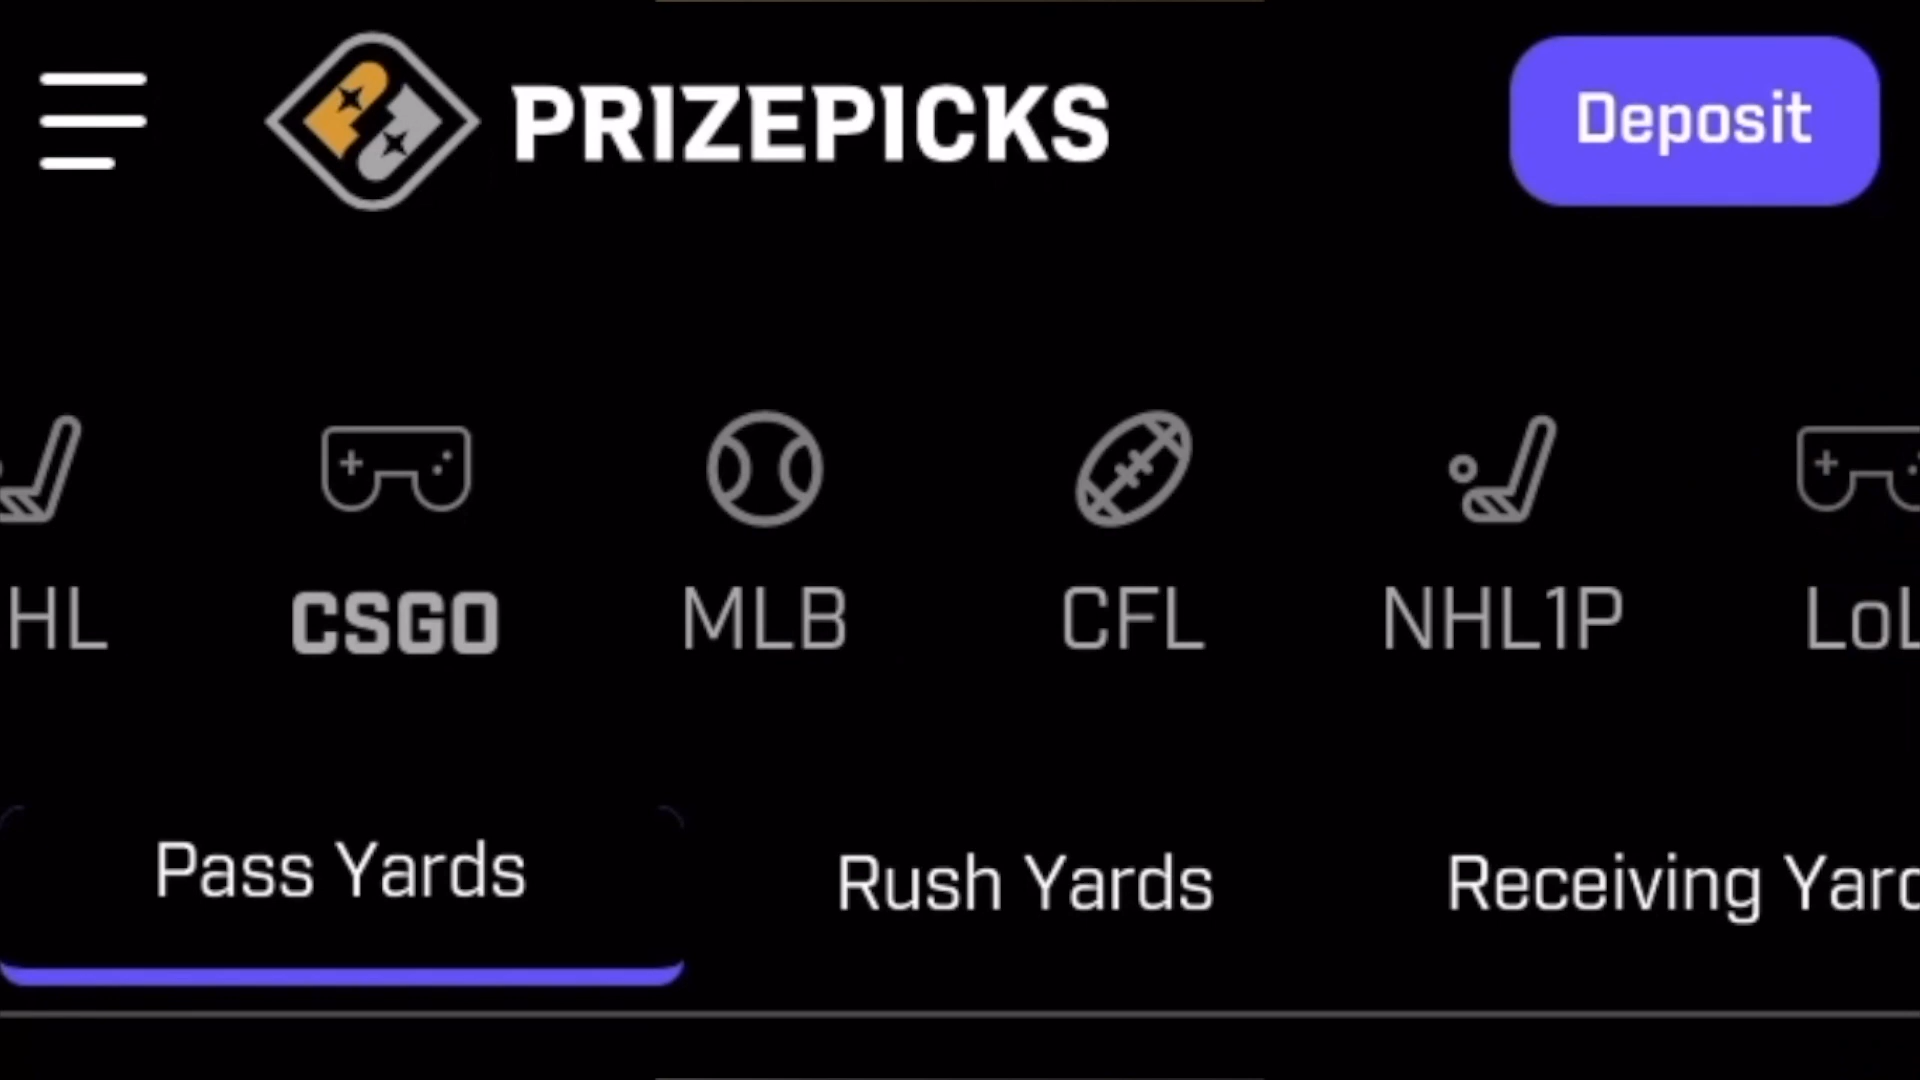 PRIZEPICKS
Deposit
HL CSGO MLB CFL NHL1P LoL
Pass Yards Rush Yards Receiving Yard